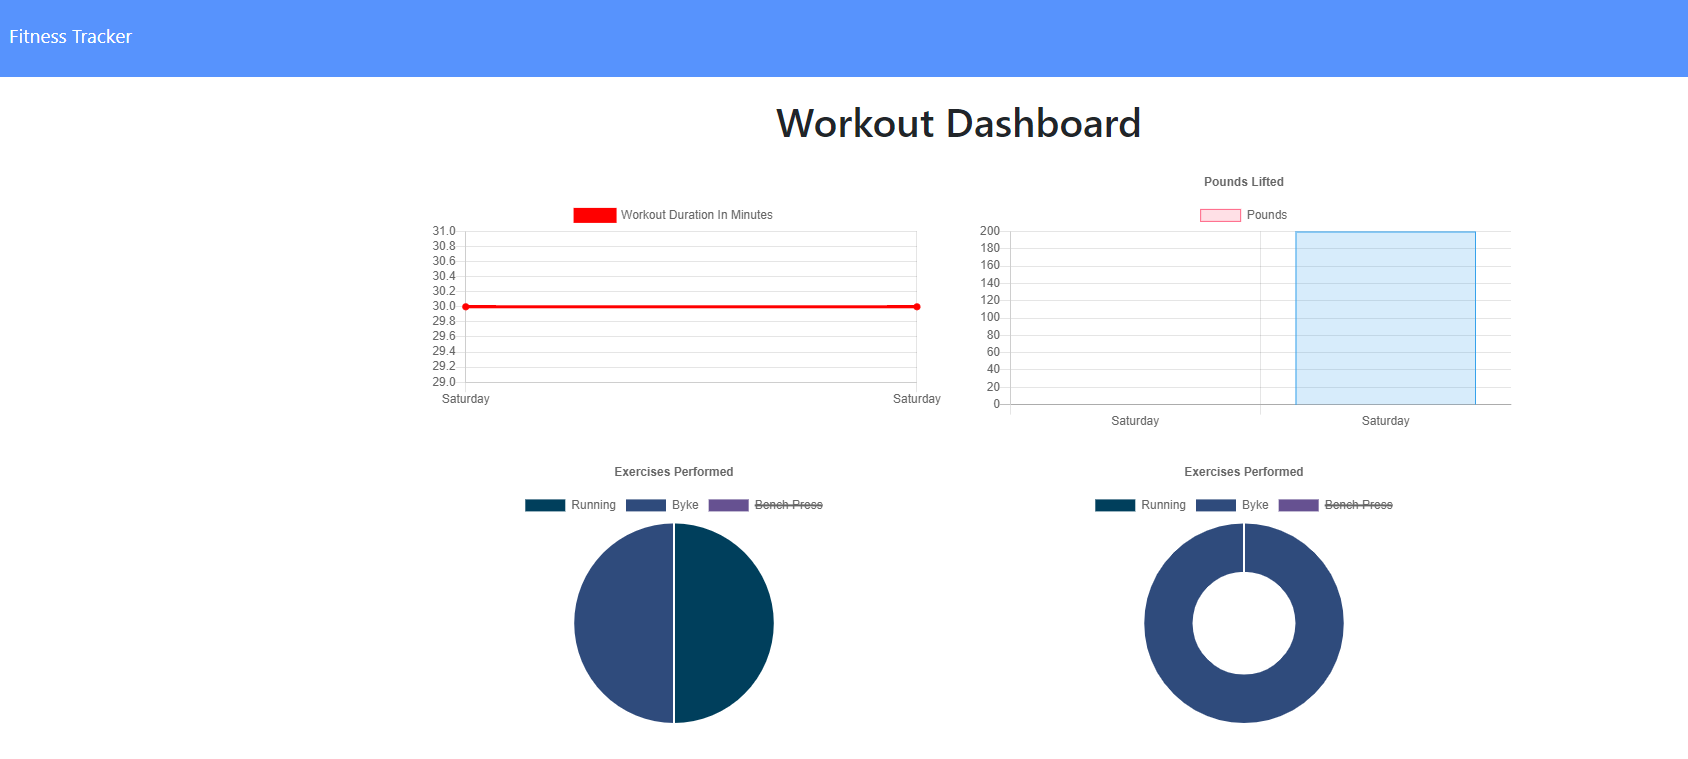 Fitness Tracker
Workout Dashboard
Workout Duration In Minutes
31.0
30.8
30.6
30.4
30.2
30.0
29.8
29.6
29.4
29.2
29.0
Saturday Saturday
Pounds Lifted
Pounds
200
180
160
140
120
100
80
60
40
20
0
Saturday Saturday
Exercises Performed
Running Byke Bench Press
Exercises Performed
Running Byke Bench Press